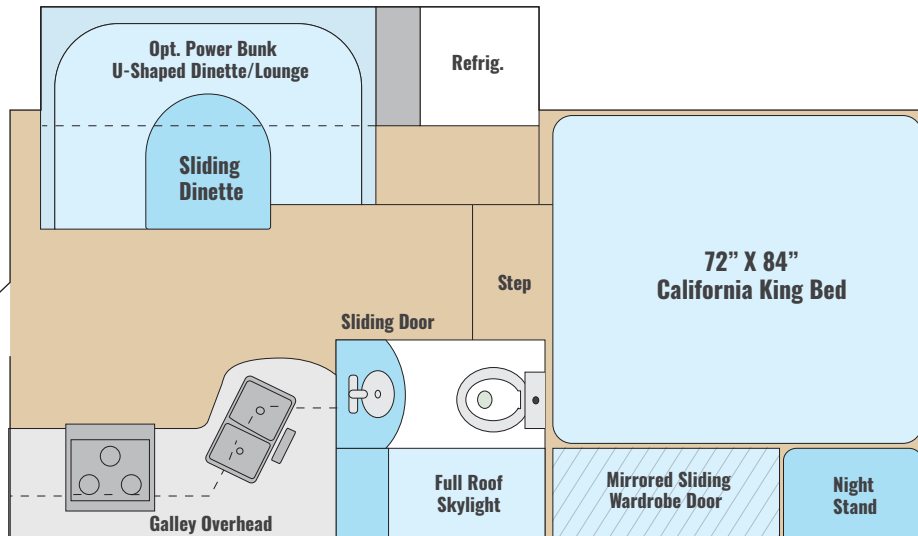 Opt. Power Bunk
U-Shaped Dinette/Lounge
Refrig.
Sliding
Dinette
72” X 84”
California King Bed
Step
Sliding Door
Full Roof
Skylight
Mirrored Sliding
Wardrobe Door
Night
Stand
Galley Overhead